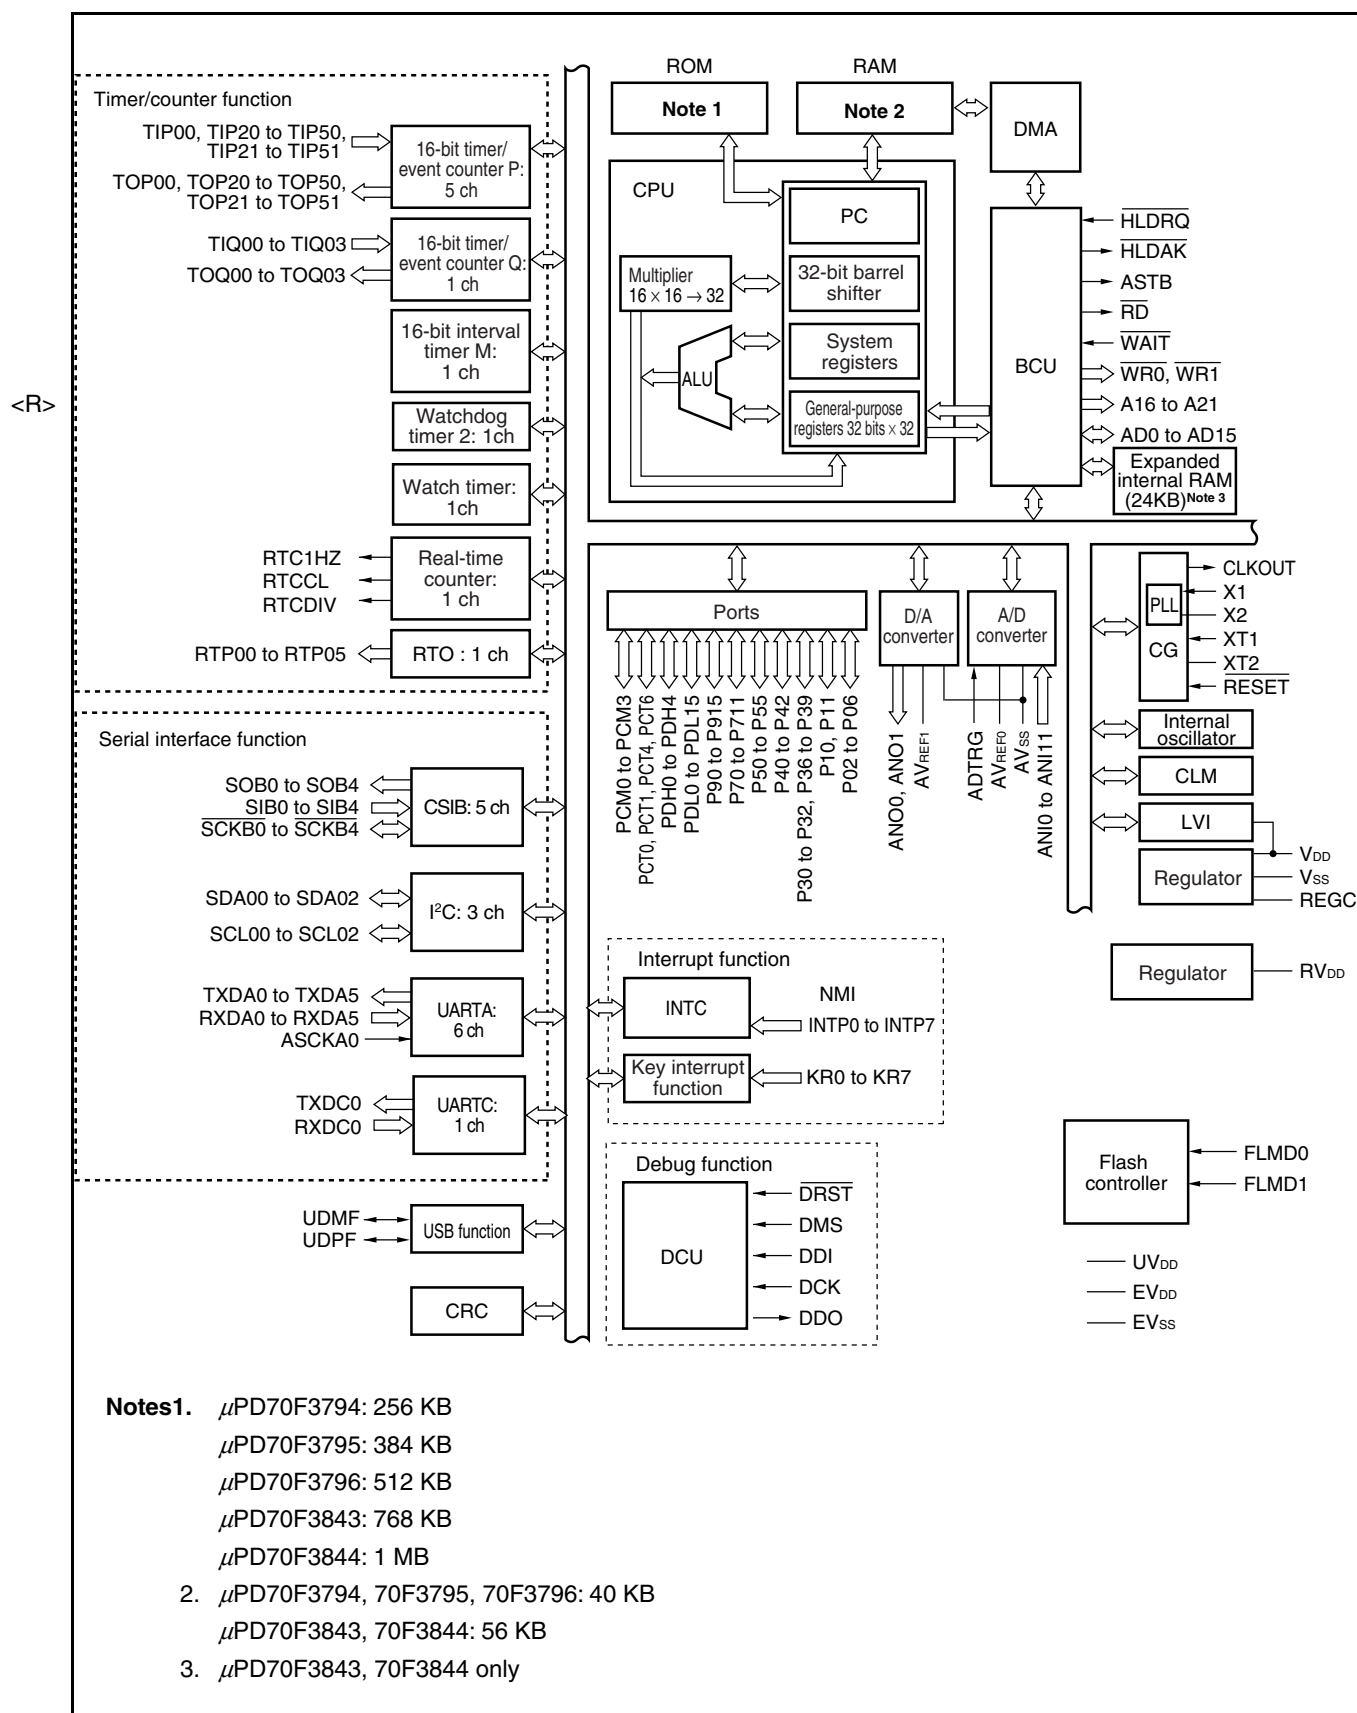 <R>
Timer/counter function
TIP00, TIP20 to TIP50,
TIP21 to TIP51
TOP00, TOP20 to TOP50,
TOP21 to TOP51
16-bit timer/
event counter P:
5 ch
TIQ00 to TIQ03
TOQ00 to TOQ03
16-bit timer/
event counter Q:
1 ch
16-bit interval
timer M:
1 ch
Watchdog
timer 2: 1ch
Watch timer:
1ch
RTC1HZ
RTCCL
RTCDIV
Real-time
counter:
1 ch
RTP00 to RTP05
RTO : 1 ch
Serial interface function
SOB0 to SOB4
SIB0 to SIB4
SCKB0 to SCKB4
CSIB: 5 ch
SDA00 to SDA02
SCL00 to SCL02
I²C: 3 ch
TXDA0 to TXDA5
RXDA0 to RXDA5
ASCKA0
UARTA:
6 ch
TXDC0
RXDC0
UARTC:
1 ch
UDMF
UDPF
USB function
CRC
ROM
Note 1
RAM
Note 2
DMA
CPU
PC
Multiplier
16 × 16 → 32
32-bit barrel
shifter
ALU
System
registers
General-purpose
registers 32 bits × 32
BCU
HLDRQ
HLDAK
ASTB
RD
WAIT
WR0, WR1
A16 to A21
AD0 to AD15
Expanded
internal RAM
(24KB)Note 3
Ports
PCM0 to PCM3
PCT0, PCT1, PCT4, PCT6
PDH0 to PDH4
PDL0 to PDL15
P90 to P915
P70 to P711
P50 to P55
P40 to P42
P30 to P32, P36 to P39
P10, P11
P02 to P06
D/A
converter
ANO0, ANO1
AVREF1
A/D
converter
ADTRG
AVREF0
AVSS
ANI0 to ANI11
PLL
CG
CLKOUT
X1
X2
XT1
XT2
RESET
Internal
oscillator
CLM
LVI
Regulator
VDD
VSS
REGC
Regulator
RVDD
Interrupt function
INTC
NMI
INTP0 to INTP7
Key interrupt
function
KR0 to KR7
Debug function
DCU
DRST
DMS
DDI
DCK
DDO
Flash
controller
FLMD0
FLMD1
UVDD
EVDD
EVSS
Notes1. μPD70F3794: 256 KB
μPD70F3795: 384 KB
μPD70F3796: 512 KB
μPD70F3843: 768 KB
μPD70F3844: 1 MB
2. μPD70F3794, 70F3795, 70F3796: 40 KB
μPD70F3843, 70F3844: 56 KB
3. μPD70F3843, 70F3844 only